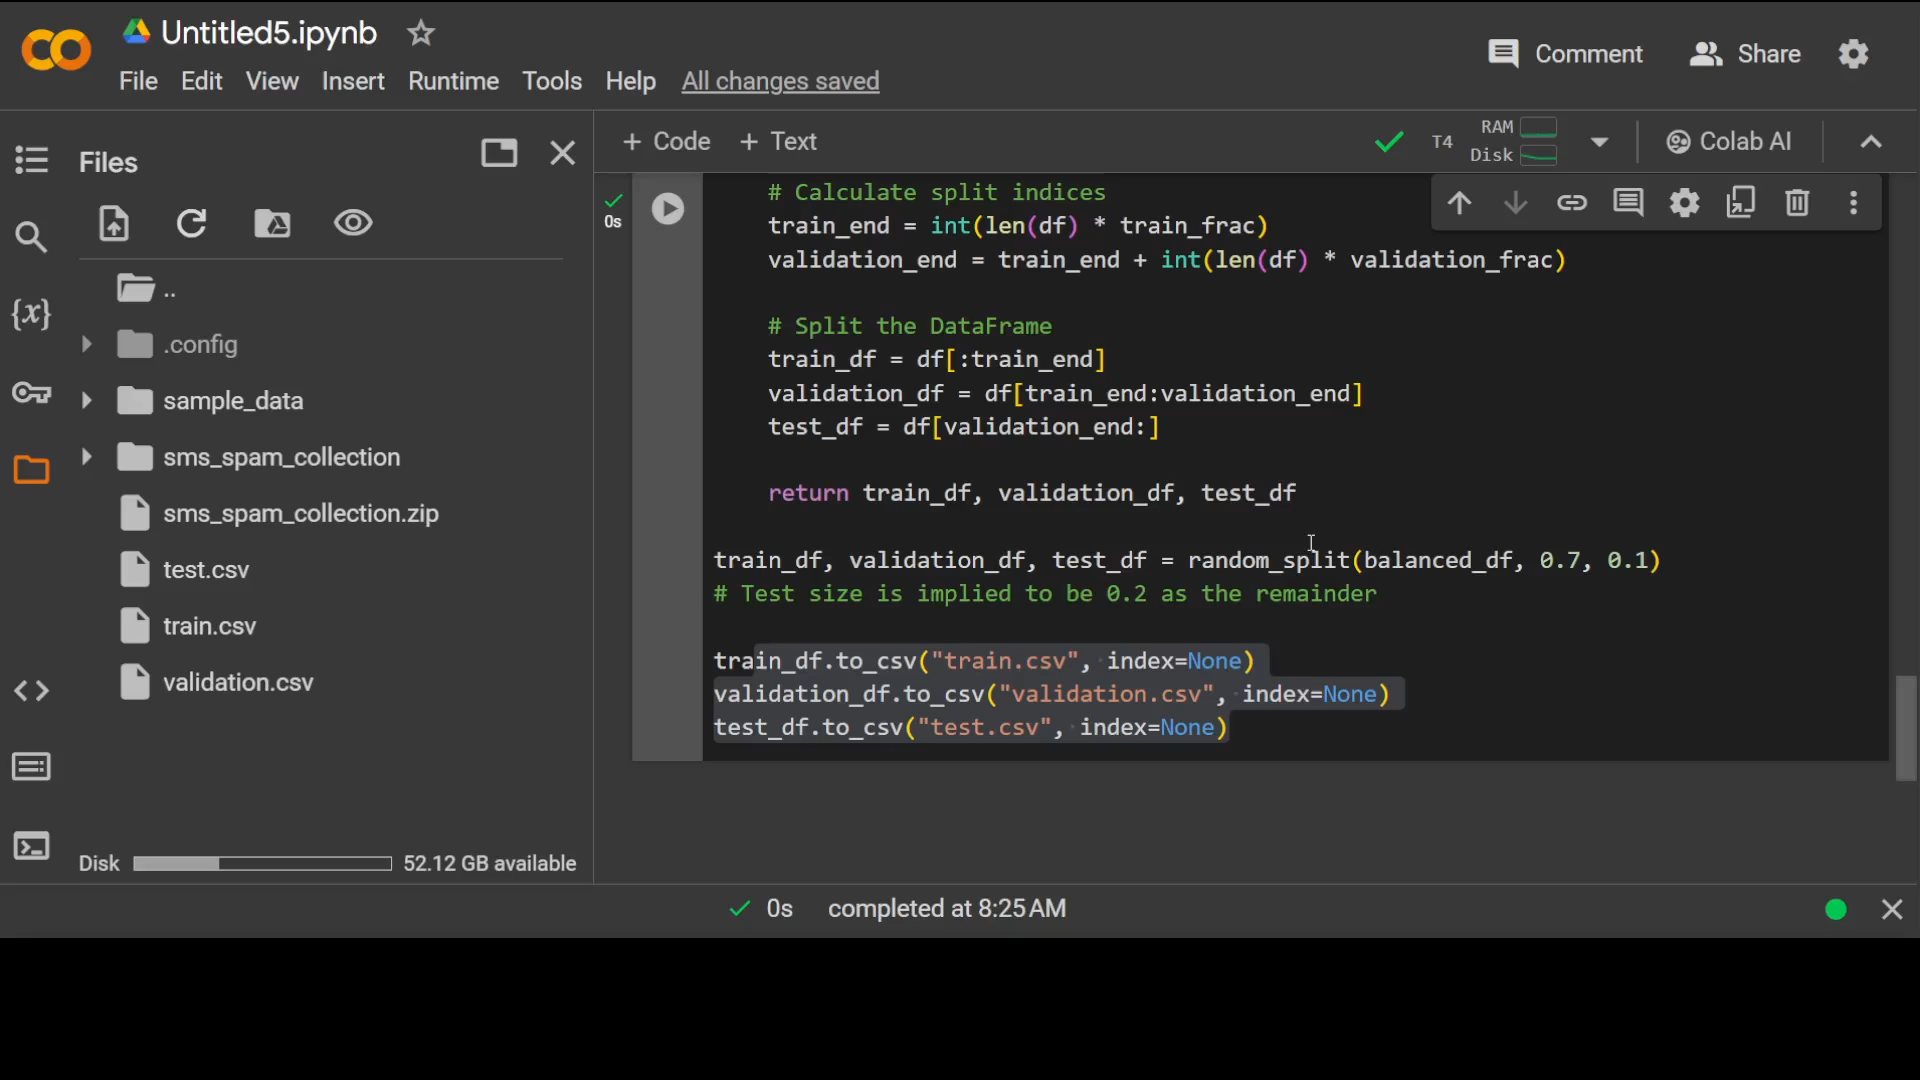 Untitled5.ipynb
File Edit View Insert Runtime Tools Help All changes saved
Comment Share
Files
+ Code + Text
T4 RAM Disk
Colab AI
..
.config
sample_data
sms_spam_collection
sms_spam_collection.zip
test.csv
train.csv
validation.csv
{x}
Disk 52.12 GB available
0s
# Calculate split indices
train_end = int(len(df) * train_frac)
validation_end = train_end + int(len(df) * validation_frac)
# Split the DataFrame
train_df = df[:train_end]
validation_df = df[train_end:validation_end]
test_df = df[validation_end:]
return train_df, validation_df, test_df
train_df, validation_df, test_df = random_split(balanced_df, 0.7, 0.1)
# Test size is implied to be 0.2 as the remainder
train_df.to_csv("train.csv", index=None)
validation_df.to_csv("validation.csv", index=None)
test_df.to_csv("test.csv", index=None)
0s completed at 8:25 AM